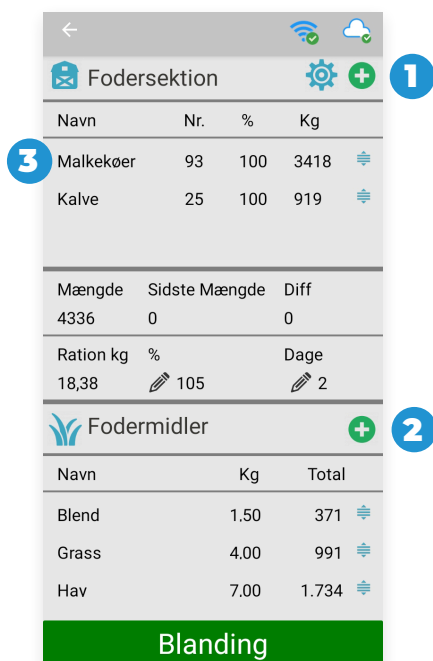 Fodersektion
1
Navn Nr. % Kg
3
Malkekøer 93 100 3418
Kalve 25 100 919
Mængde Sidste Mængde Diff
4336 0 0
Ration kg % Dage
18,38 105 2
Fodermidler
2
Navn Kg Total
Blend 1.50 371
Grass 4.00 991
Hav 7.00 1.734
Blanding